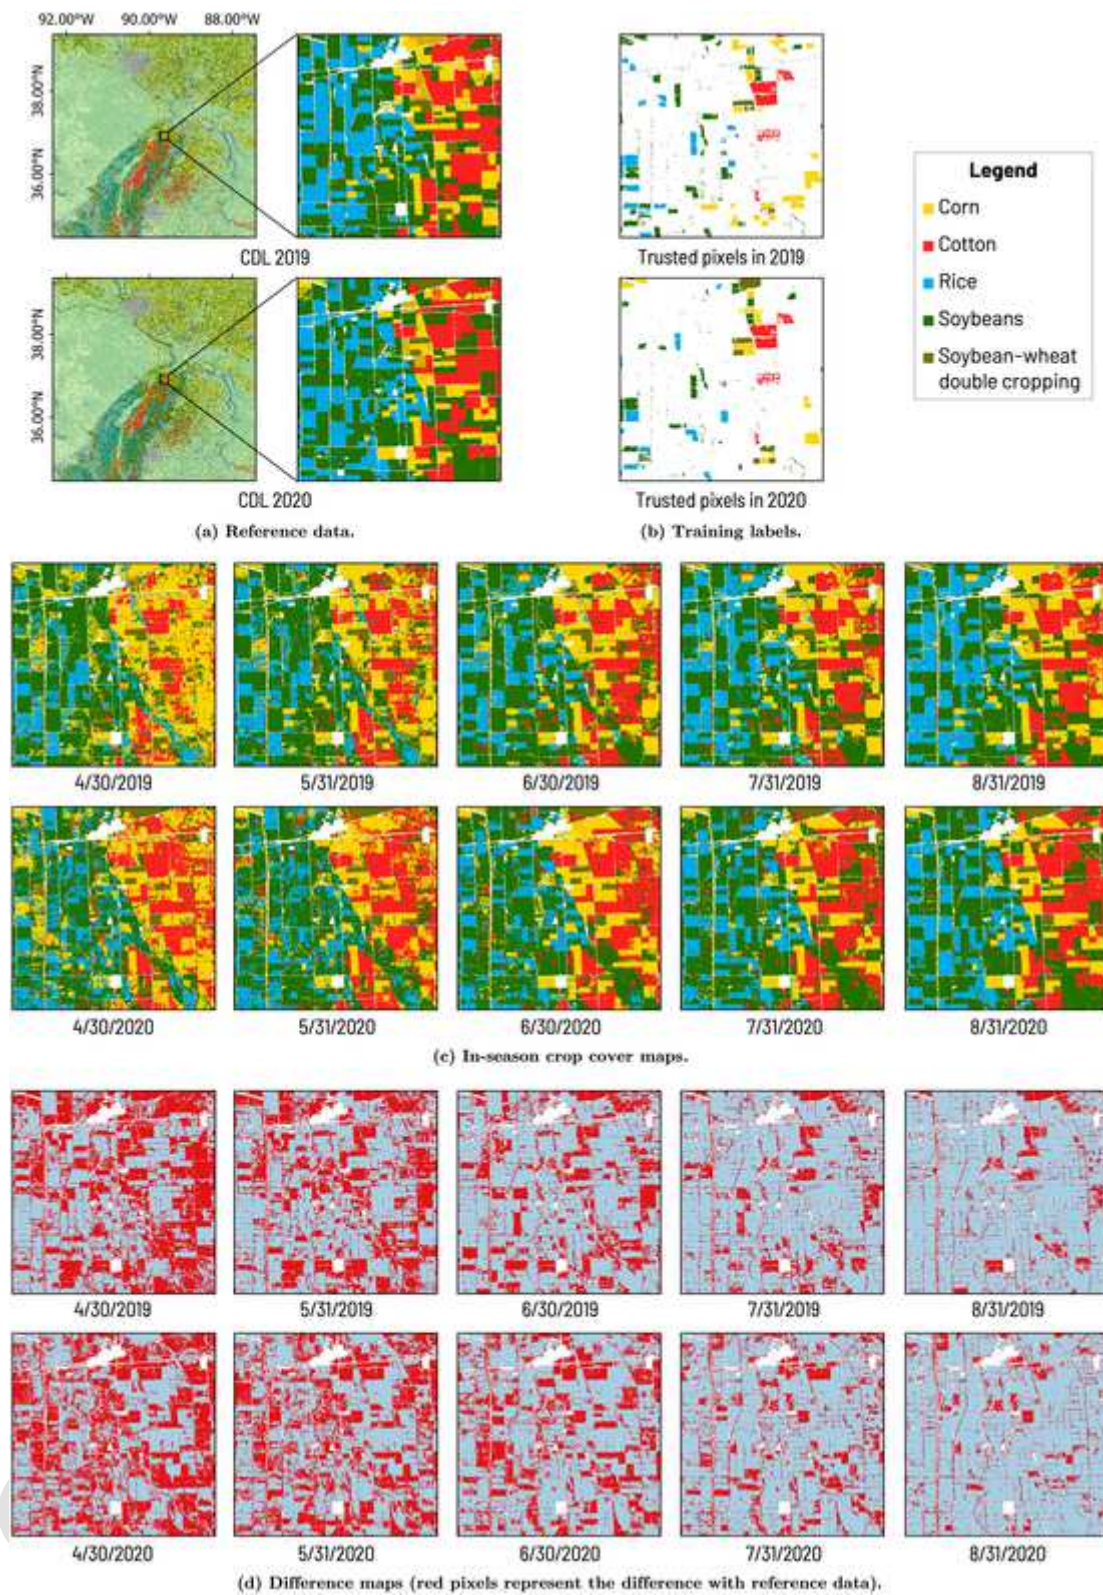 92.00°W 90.00°W 88.00°W
38.00°N
36.00°N
CDL 2019
Trusted pixels in 2019
Legend
Corn
Cotton
Rice
Soybeans
Soybean-wheat
double cropping
38.00°N
36.00°N
CDL 2020
Trusted pixels in 2020
(a) Reference data.
(b) Training labels.
4/30/2019 5/31/2019 6/30/2019 7/31/2019 8/31/2019
4/30/2020 5/31/2020 6/30/2020 7/31/2020 8/31/2020
(c) In-season crop cover maps.
4/30/2019 5/31/2019 6/30/2019 7/31/2019 8/31/2019
4/30/2020 5/31/2020 6/30/2020 7/31/2020 8/31/2020
(d) Difference maps (red pixels represent the difference with reference data).